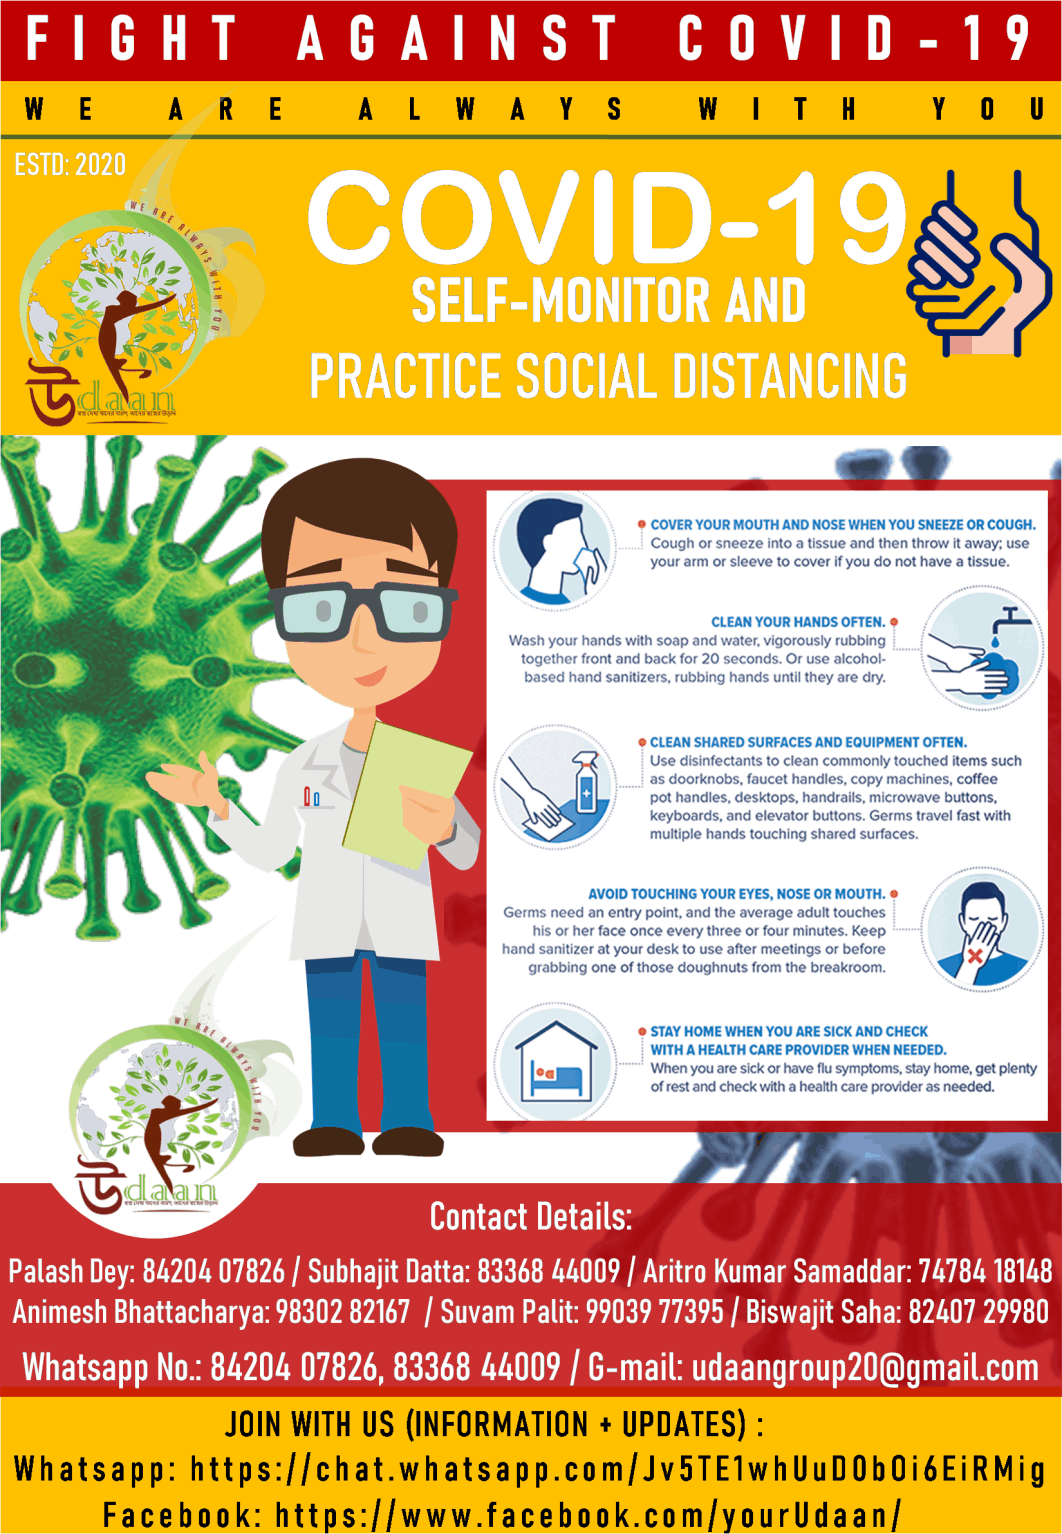 FIGHT AGAINST COVID-19
WE ARE ALWAYS WITH YOU
ESTD: 2020
WE ARE ALWAYS WITH YOU
উdaan
COVID-19
SELF-MONITOR AND
PRACTICE SOCIAL DISTANCING
COVER YOUR MOUTH AND NOSE WHEN YOU SNEEZE OR COUGH.
Cough or sneeze into a tissue and then throw it away; use
your arm or sleeve to cover if you do not have a tissue.
CLEAN YOUR HANDS OFTEN.
Wash your hands with soap and water, vigorously rubbing
together front and back for 20 seconds. Or use alcohol-
based hand sanitizers, rubbing hands until they are dry.
CLEAN SHARED SURFACES AND EQUIPMENT OFTEN.
Use disinfectants to clean commonly touched items such
as doorknobs, faucet handles, copy machines, coffee
pot handles, desktops, handrails, microwave buttons,
keyboards, and elevator buttons. Germs travel fast with
multiple hands touching shared surfaces.
AVOID TOUCHING YOUR EYES, NOSE OR MOUTH.
Germs need an entry point, and the average adult touches
his or her face once every three or four minutes. Keep
hand sanitizer at your desk to use after meetings or before
grabbing one of those doughnuts from the breakroom.
STAY HOME WHEN YOU ARE SICK AND CHECK
WITH A HEALTH CARE PROVIDER WHEN NEEDED.
When you are sick or have flu symptoms, stay home, get plenty
of rest and check with a health care provider as needed.
WE ARE ALWAYS WITH YOU
উdaan
Contact Details:
Palash Dey: 84204 07826 / Subhajit Datta: 83368 44009 / Aritro Kumar Samaddar: 74784 18148
Animesh Bhattacharya: 98302 82167 / Suvam Palit: 99039 77395 / Biswajit Saha: 82407 29980
Whatsapp No.: 84204 07826, 83368 44009 / G-mail: udaangroup20@gmail.com
JOIN WITH US (INFORMATION + UPDATES) :
Whatsapp: https://chat.whatsapp.com/Jv5TE1whUuD0bOi6EiRMig
Facebook: https://www.facebook.com/yourUdaan/